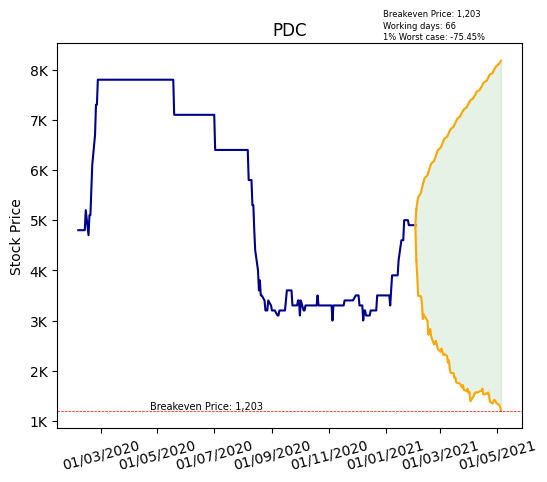 Breakeven Price: 1,203
Working days: 66
1% Worst case: -75.45%
PDC
8K
7K
6K
5K
4K
3K
2K
1K
Stock Price
Breakeven Price: 1,203
01/03/2020
01/05/2020
01/07/2020
01/09/2020
01/11/2020
01/01/2021
01/03/2021
01/05/2021